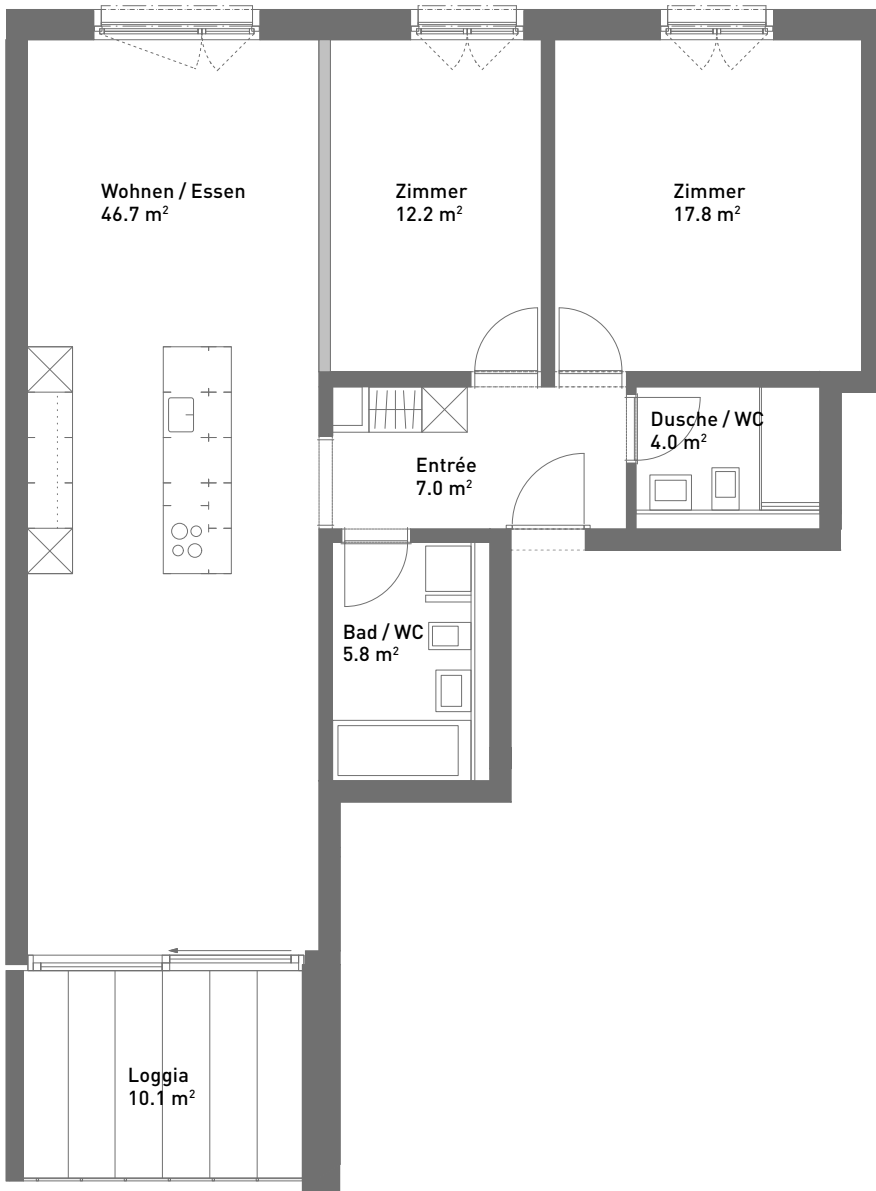 Wohnen / Essen
46.7 m²
Zimmer
12.2 m²
Zimmer
17.8 m²
Dusche / WC
4.0 m²
Entrée
7.0 m²
Bad / WC
5.8 m²
Loggia
10.1 m²